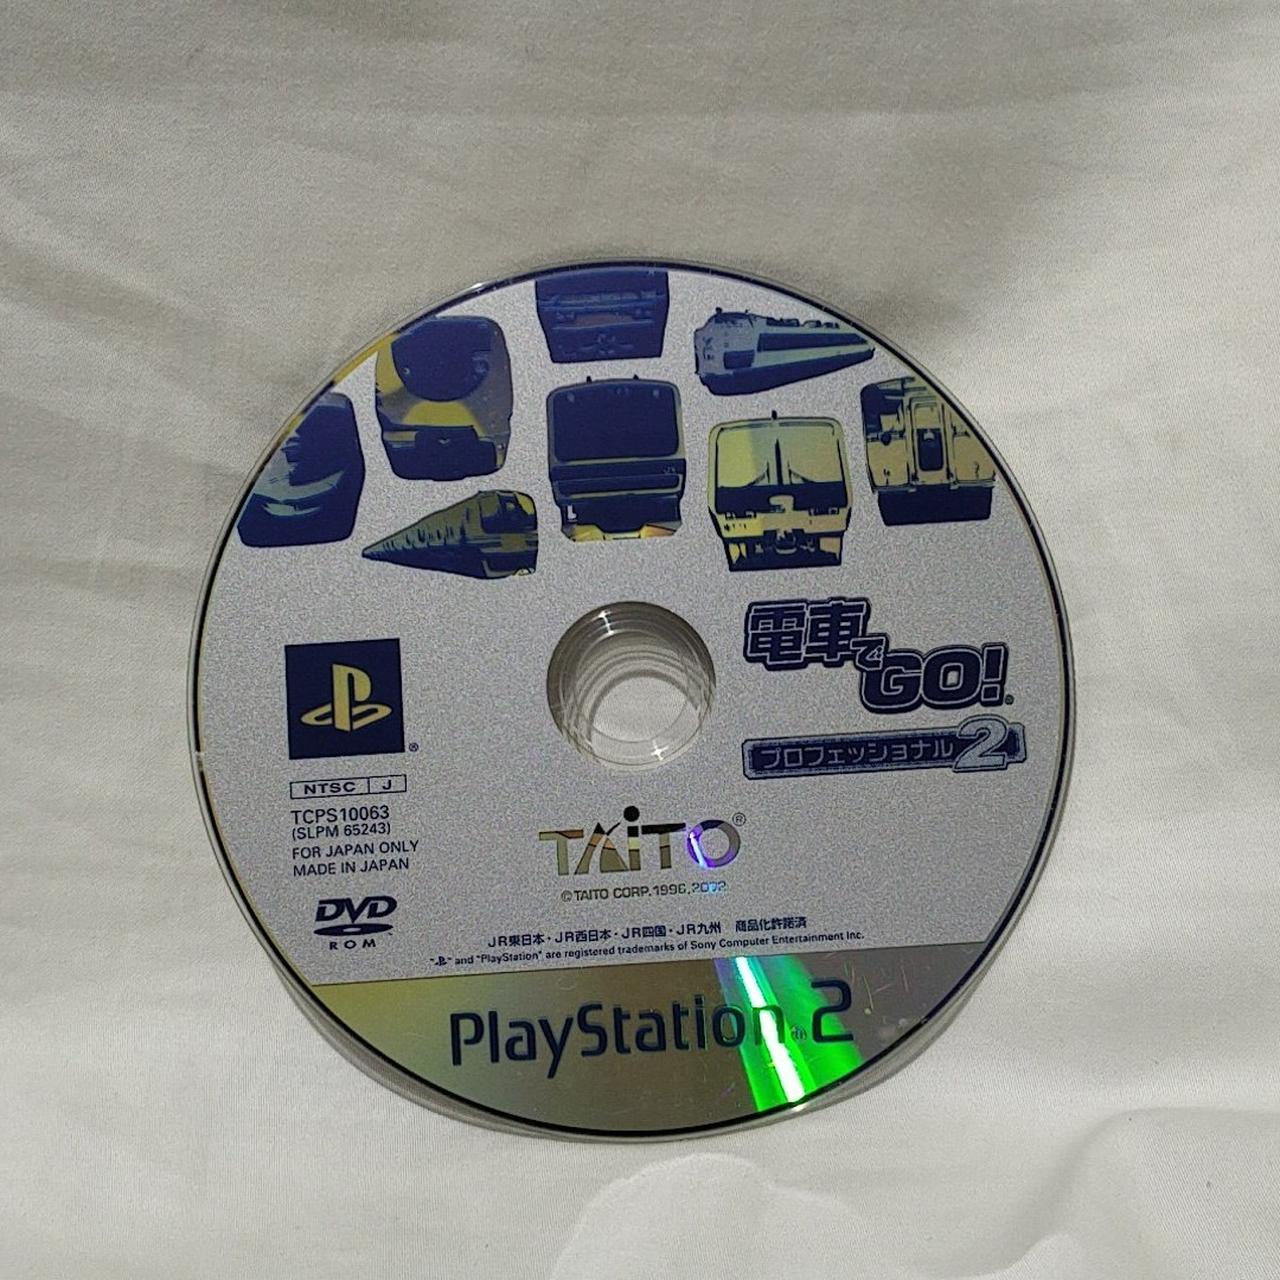 電車でGO!
プロフェッショナル2
®
NTSC J
TCPS10063
(SLPM 65243)
FOR JAPAN ONLY
MADE IN JAPAN
DVD
ROM
TAITO®
©TAITO CORP.1996,2002
JR東日本・JR西日本・JR四国・JR九州 商品化許諾済
"PS" and "PlayStation" are registered trademarks of Sony Computer Entertainment Inc.
PlayStation®2